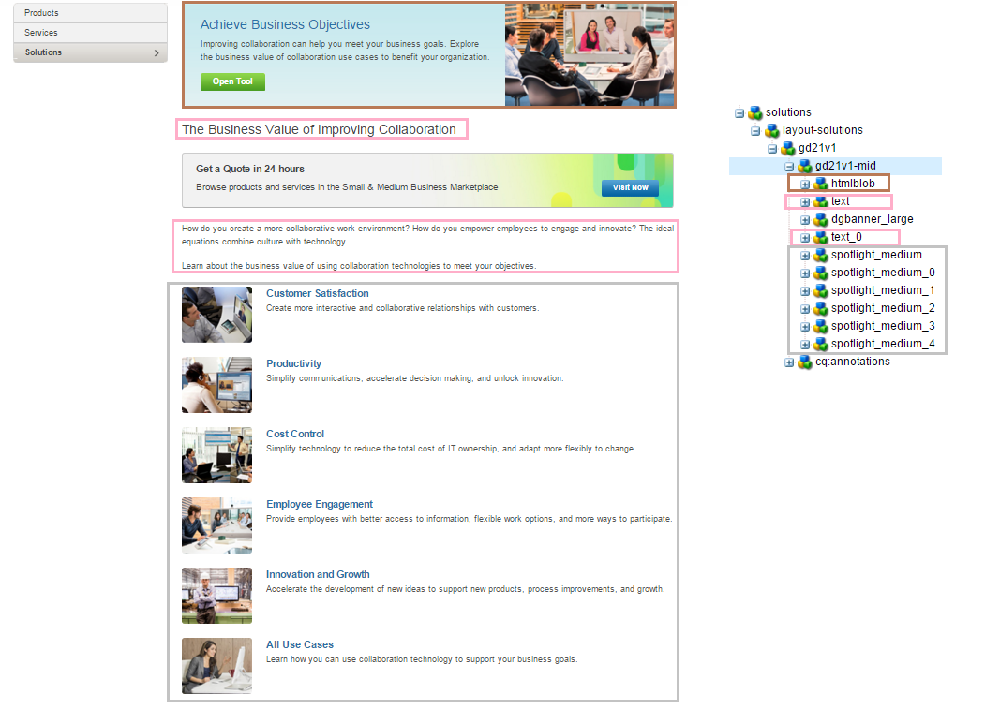 Products
Services
Solutions
Achieve Business Objectives
Improving collaboration can help you meet your business goals. Explore
the business value of collaboration use cases to benefit your organization.
Open Tool
The Business Value of Improving Collaboration
Get a Quote in 24 hours
Browse products and services in the Small & Medium Business Marketplace
Visit Now
How do you create a more collaborative work environment? How do you empower employees to engage and innovate? The ideal
equations combine culture with technology.
Learn about the business value of using collaboration technologies to meet your objectives.
Customer Satisfaction
Create more interactive and collaborative relationships with customers.
Productivity
Simplify communications, accelerate decision making, and unlock innovation.
Cost Control
Simplify technology to reduce the total cost of IT ownership, and adapt more flexibly to change.
Employee Engagement
Provide employees with better access to information, flexible work options, and more ways to participate.
Innovation and Growth
Accelerate the development of new ideas to support new products, process improvements, and growth.
All Use Cases
Learn how you can use collaboration technology to support your business goals.
solutions
layout-solutions
gd21v1
gd21v1-mid
htmlblob
text
dgbanner_large
text_0
spotlight_medium
spotlight_medium_0
spotlight_medium_1
spotlight_medium_2
spotlight_medium_3
spotlight_medium_4
cq:annotations